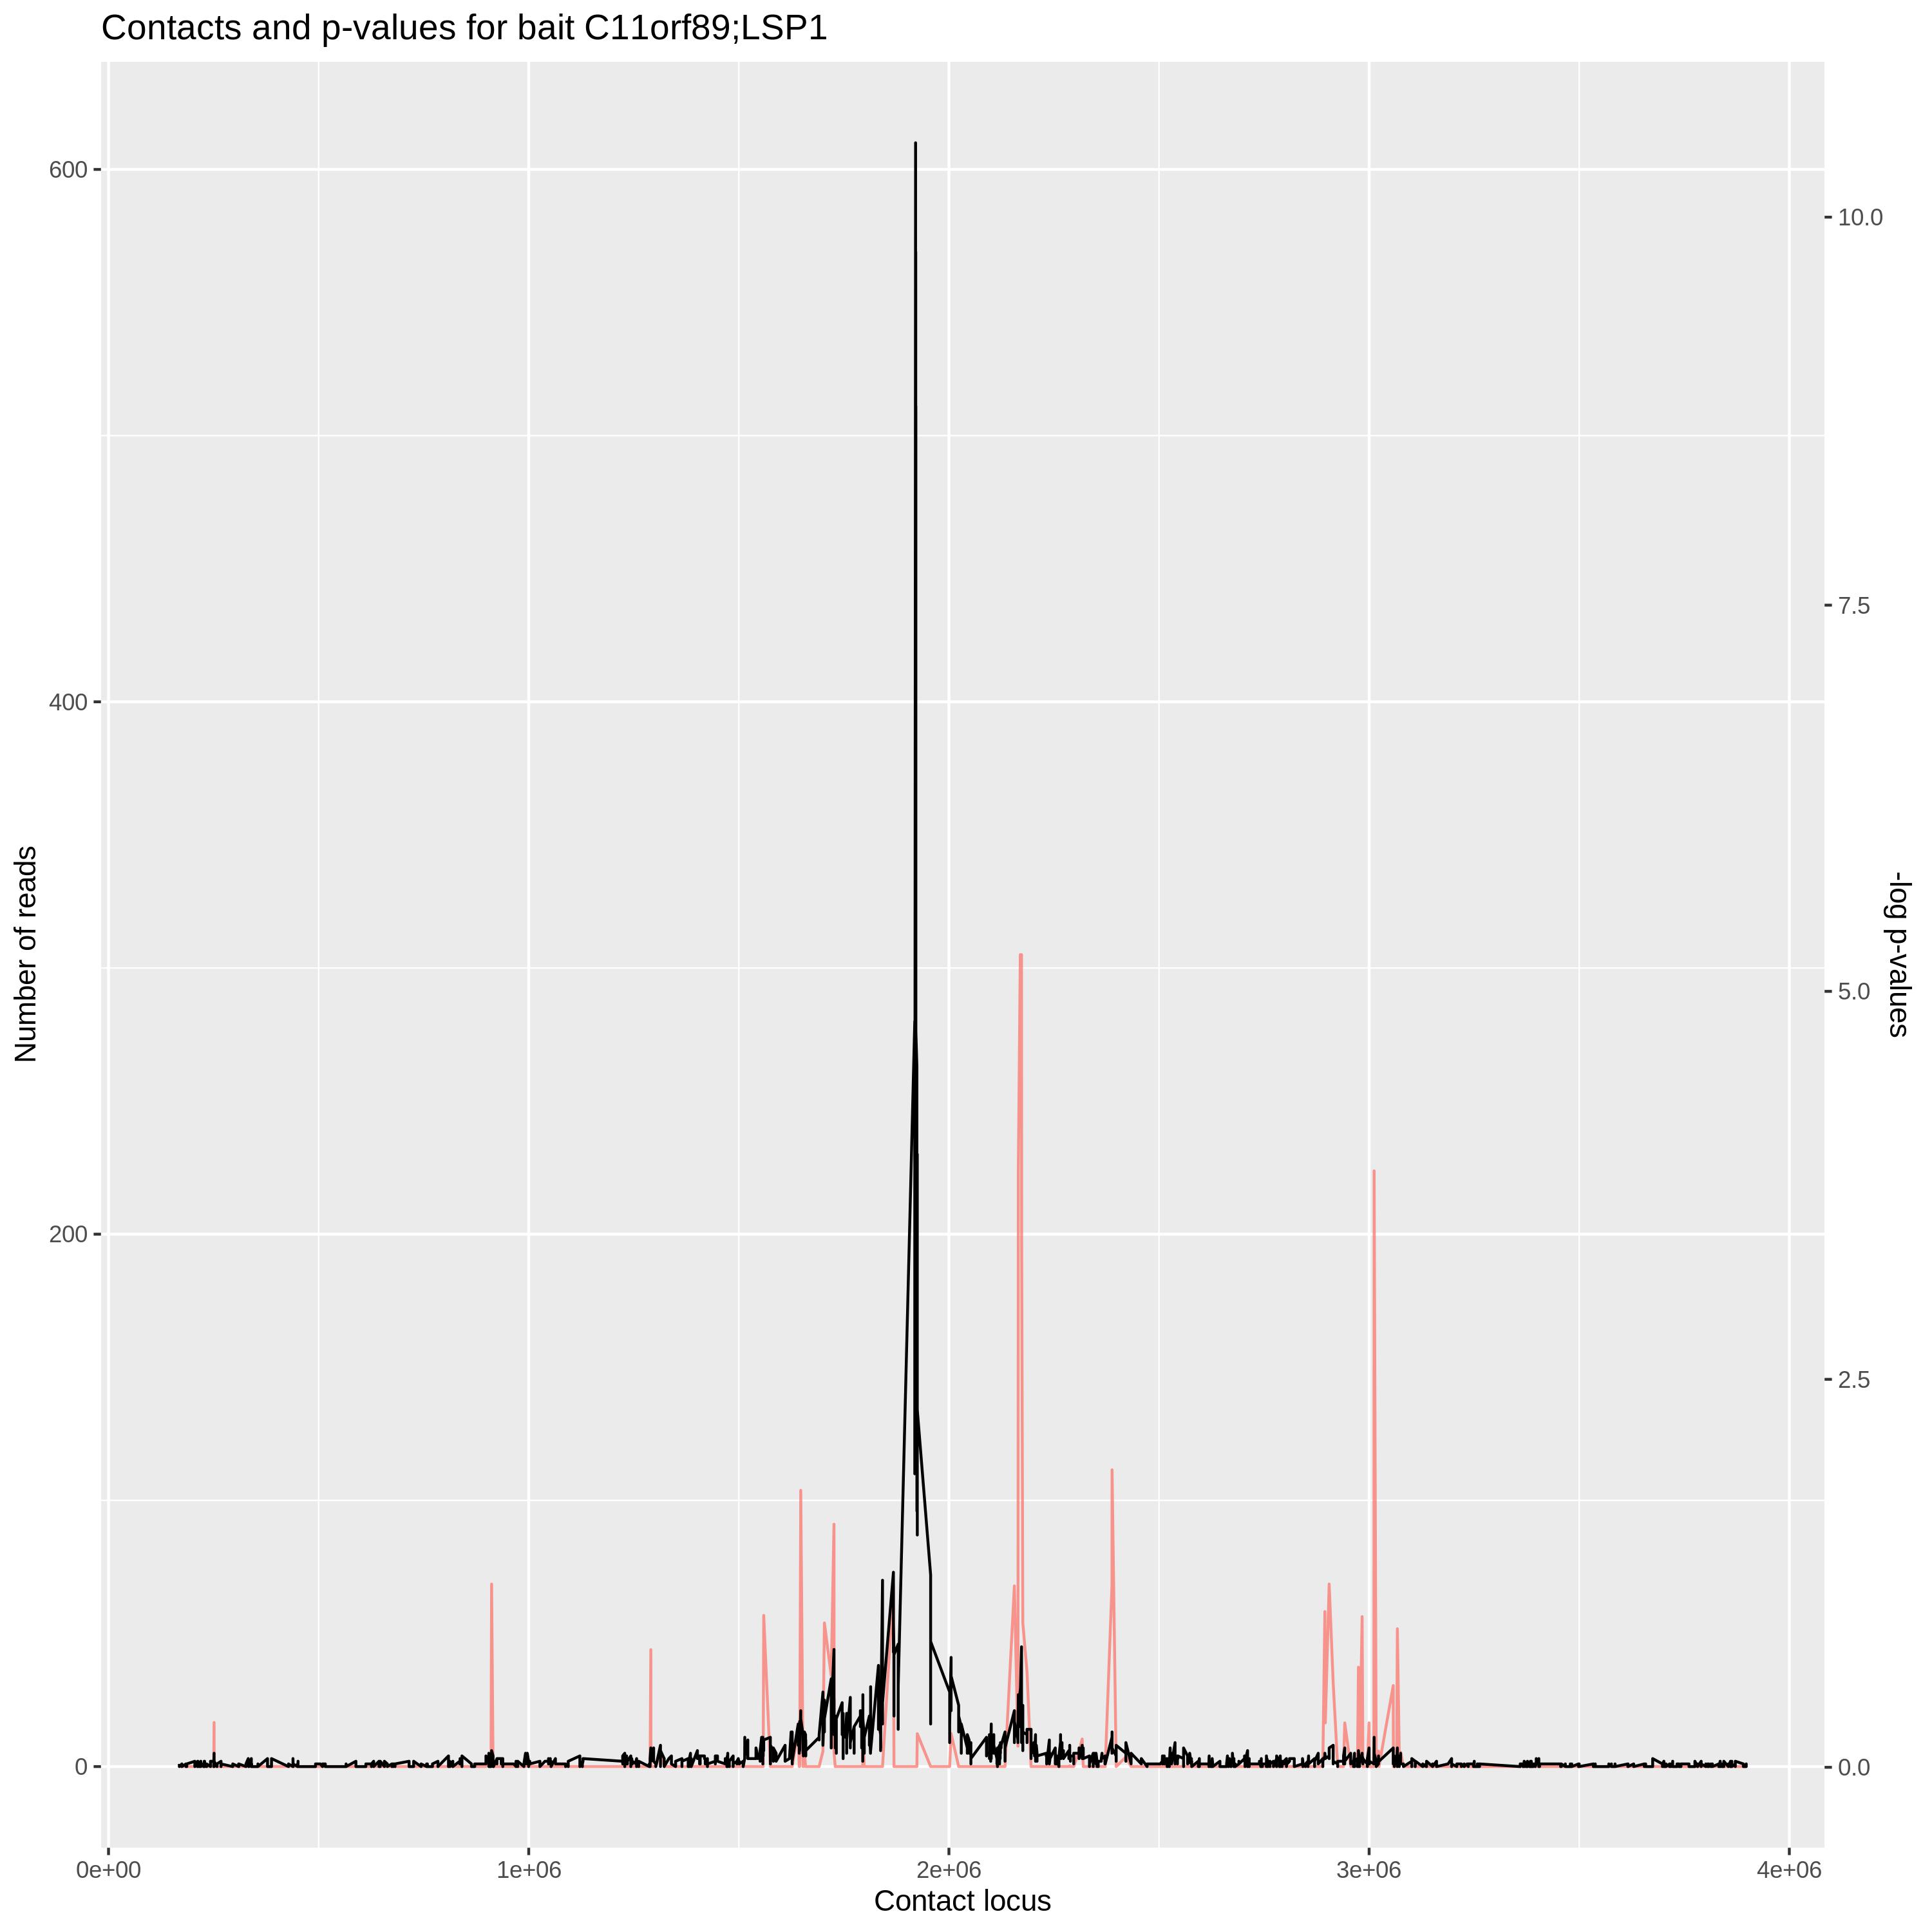 Contacts and p-values for bait C11orf89;LSP1
600
400
200
0
Number of reads
10.0
7.5
5.0
2.5
0.0
-log p-values
0e+00
1e+06
2e+06
3e+06
4e+06
Contact locus